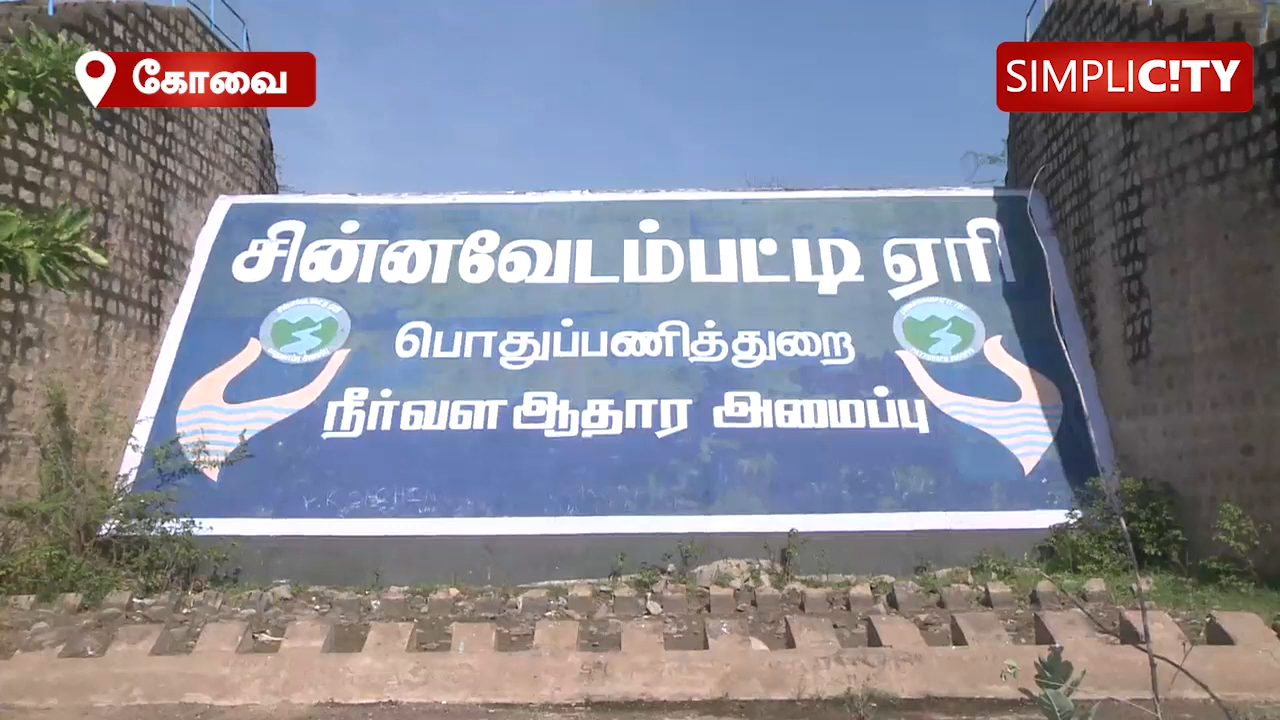 கோவை
SIMPLIC!TY
சின்னவேடம்பட்டி ஏரி
பொதுப்பணித்துறை
நீர்வள ஆதார அமைப்பு